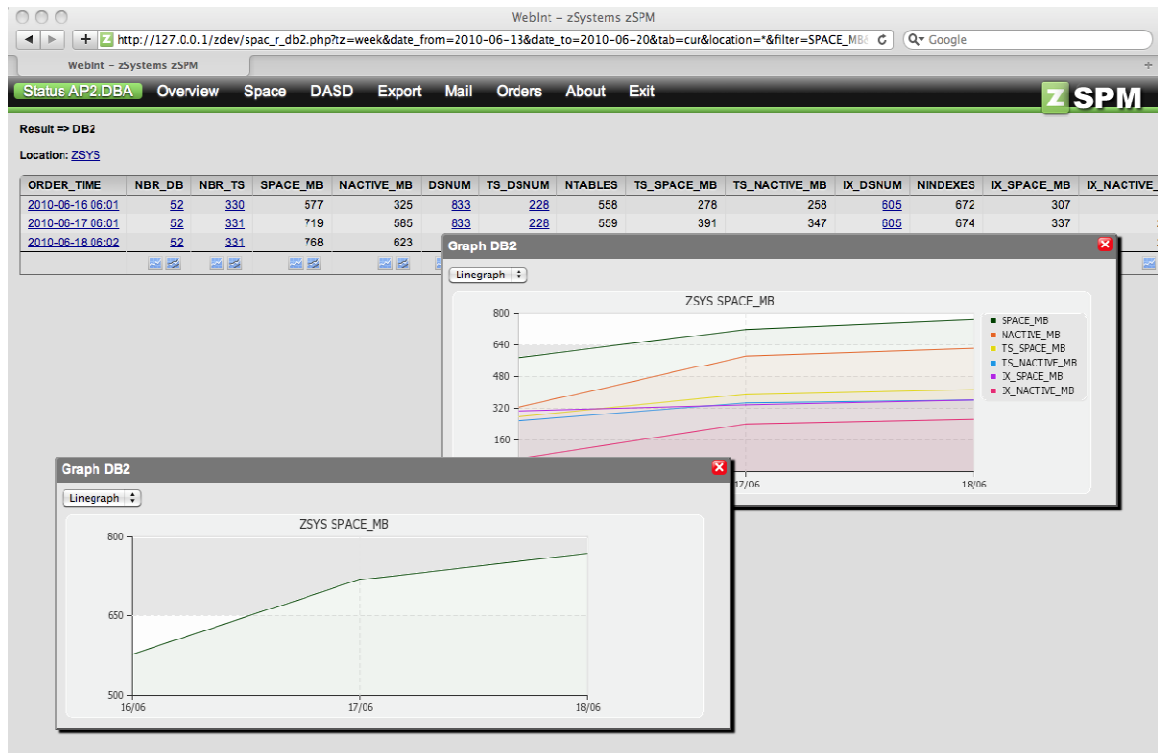 WebInt – zSystems zSPM
http://127.0.0.1/zdev/spac_r_db2.php?tz=week&date_from=2010-06-13&date_to=2010-06-20&tab=cur&location=*&filter=SPACE_MB
Google
WebInt – zSystems zSPM
Status AP2.DBA Overview Space DASD Export Mail Orders About Exit
z SPM
Result => DB2
Location: ZSYS
ORDER_TIME NBR_DB NBR_TS SPACE_MB NACTIVE_MB DSNUM TS_DSNUM NTABLES TS_SPACE_MB TS_NACTIVE_MB IX_DSNUM NINDEXES IX_SPACE_MB IX_NACTIVE_
2010-06-16 06:01 52 330 577 325 833 228 558 278 253 605 672 307
2010-06-17 06:01 52 331 719 585 833 228 559 391 347 605 674 337
2010-06-18 06:02 52 331 768 623
Graph DB2
Linegraph
ZSYS SPACE_MB
800
640
480
320
160
17/06 18/06
SPACE_MB
NACTIVE_MB
TS_SPACE_MB
TS_NACTIVE_MB
IX_SPACE_MB
IX_NACTIVE_MB
Graph DB2
Linegraph
ZSYS SPACE_MB
800
650
500
16/06 17/06 18/06